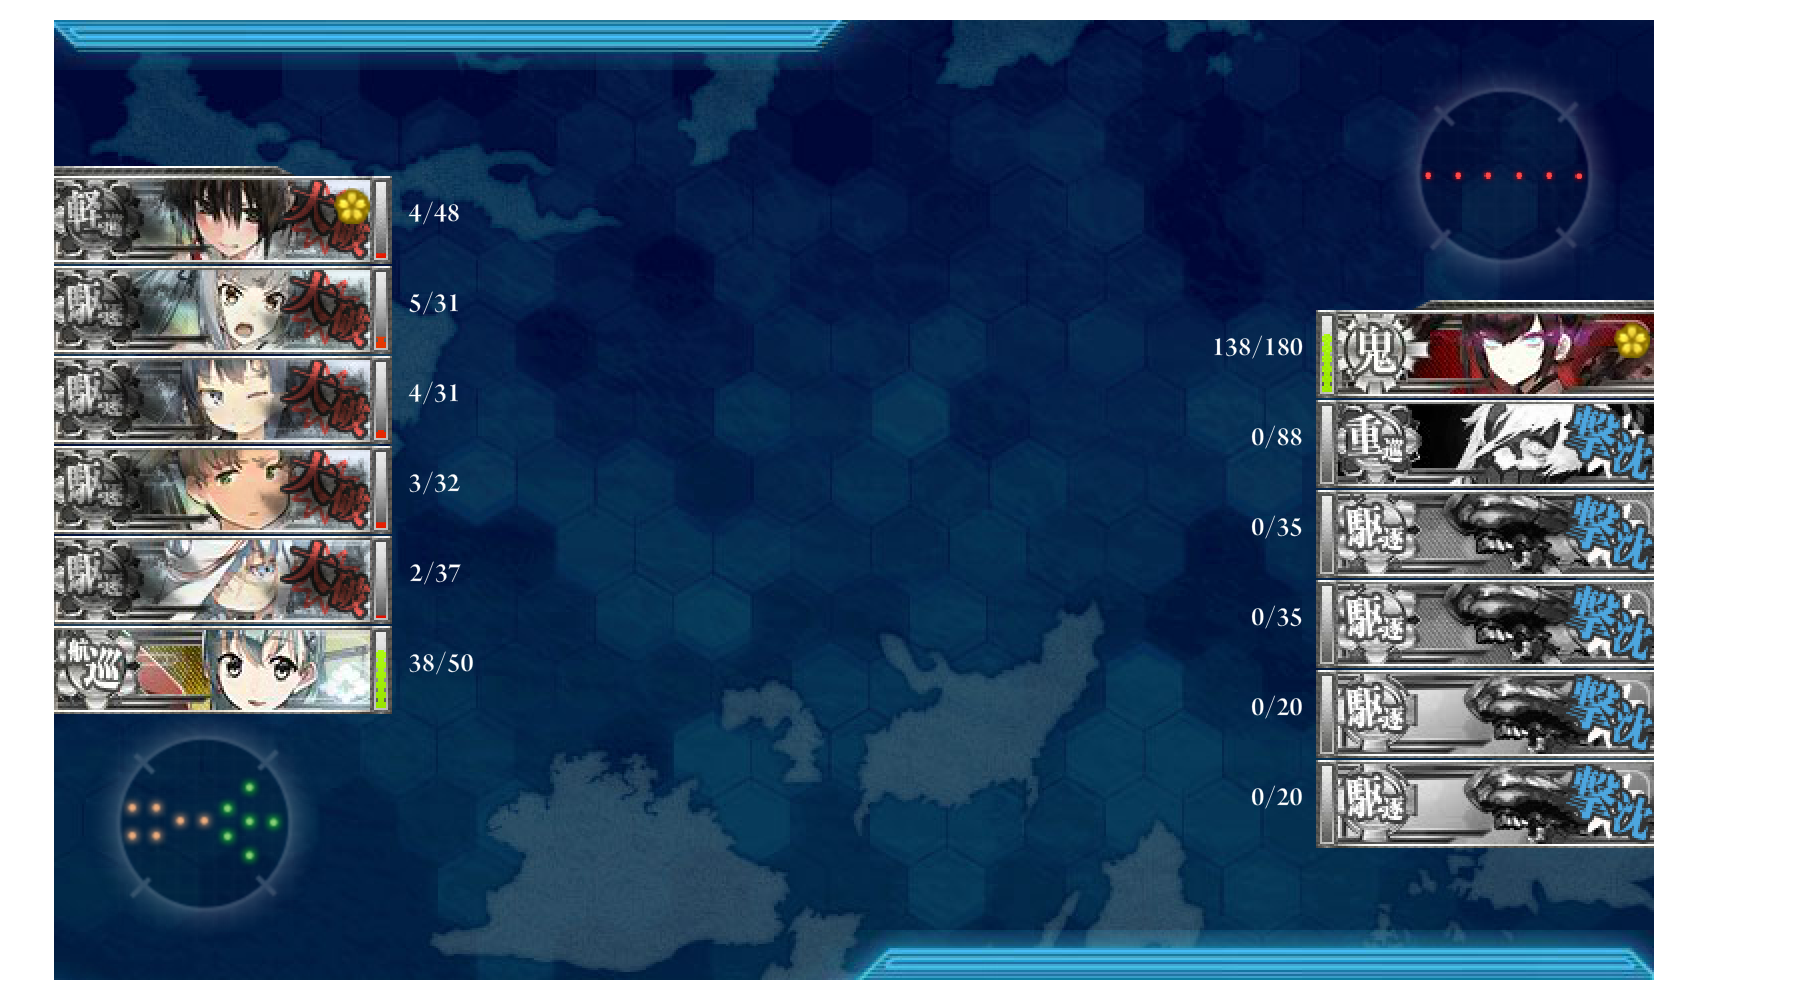 軽巡 大破
4/48
駆逐 大破
5/31
駆逐 大破
4/31
駆逐 大破
3/32
駆逐 大破
2/37
航巡
38/50
138/180
鬼
0/88
重巡 撃沈
0/35
駆逐 撃沈
0/35
駆逐 撃沈
0/20
駆逐 撃沈
0/20
駆逐 撃沈